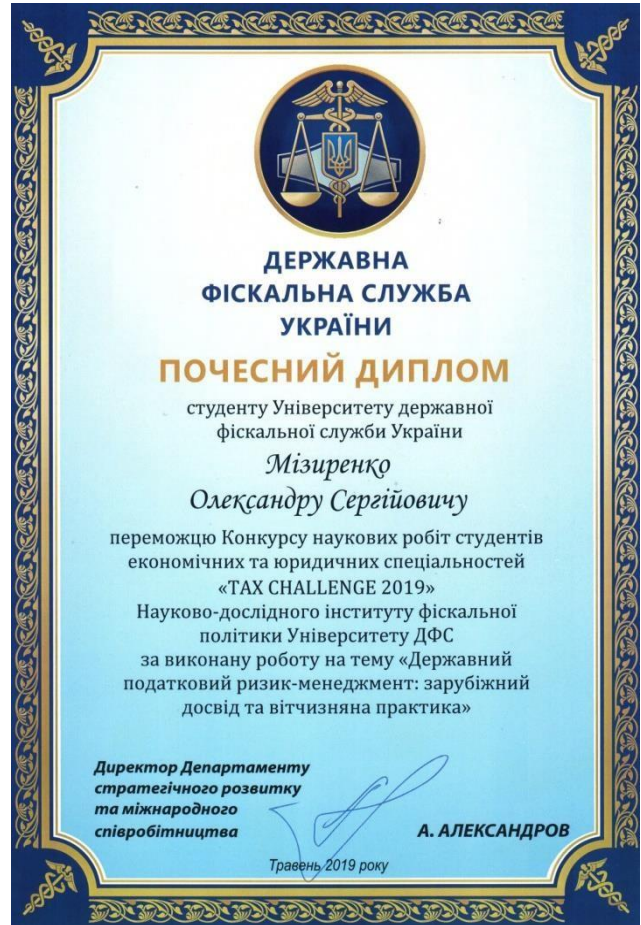 ДЕРЖАВНА
ФІСКАЛЬНА СЛУЖБА
УКРАЇНИ
ПОЧЕСНИЙ ДИПЛОМ
студенту Університету державної
фіскальної служби України
Мізиренко
Олександру Сергійовичу
переможцю Конкурсу наукових робіт студентів
економічних та юридичних спеціальностей
«TAX CHALLENGE 2019»
Науково-дослідного інституту фіскальної
політики Університету ДФС
за виконану роботу на тему «Державний
податковий ризик-менеджмент: зарубіжний
досвід та вітчизняна практика»
Директор Департаменту
стратегічного розвитку
та міжнародного
співробітництва
А. АЛЕКСАНДРОВ
Травень 2019 року